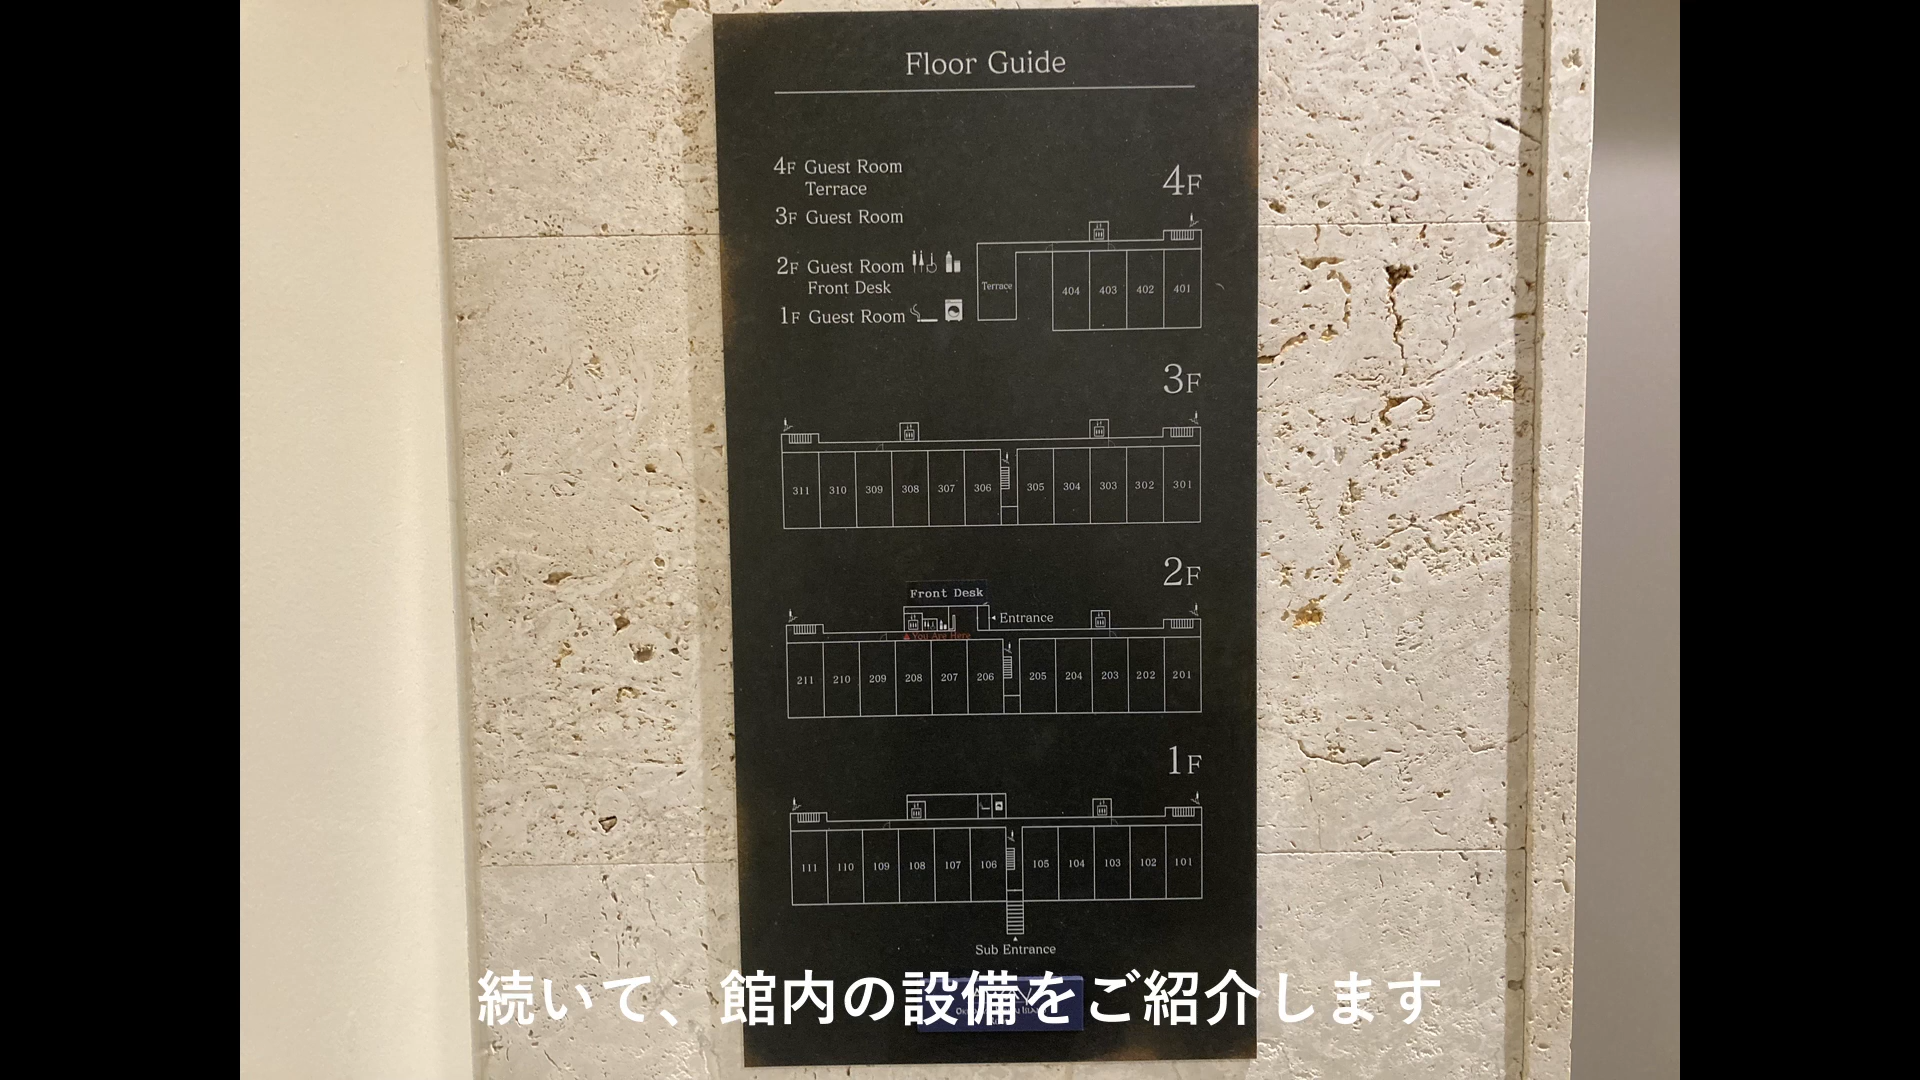 Floor Guide
4F Guest Room
Terrace
3F Guest Room
2F Guest Room
Front Desk
1F Guest Room
4F
Terrace
404 403 402 401
3F
311 310 309 308 307 306 305 304 303 302 301
2F
Front Desk
Entrance
You Are Here
211 210 209 208 207 206 205 204 203 202 201
1F
111 110 109 108 107 106 105 104 103 102 101
Sub Entrance
続いて、館内の設備をご紹介します